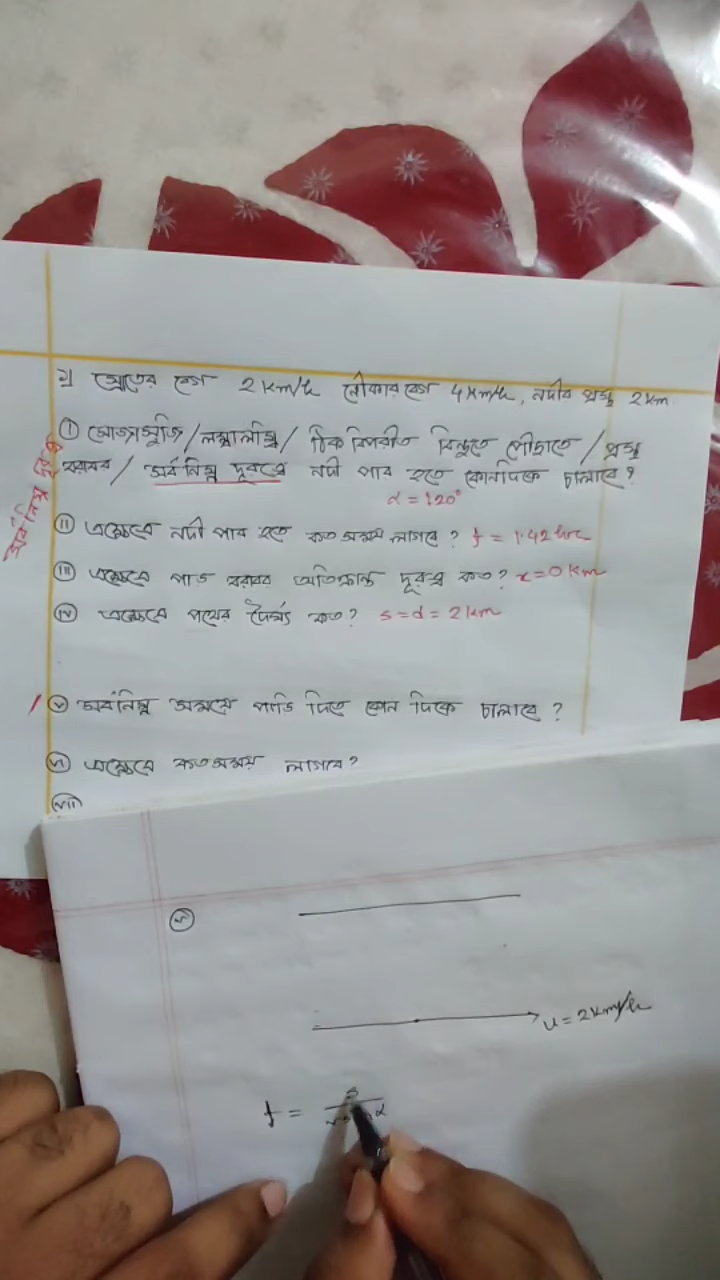 ২) স্রোতের বেগ 2 km/h নৌকার বেগ 4 km/h, নদীর প্রস্থ 2 km
(i) সোজাসুজি / লম্বালম্বি / ঠিক বিপরীত বিন্দুতে পৌছাতে / প্রস্থ
বরাবর / সর্বনিম্ন দূরত্বে নদী পার হতে কোনদিকে চালাবে ?
সর্বনিম্ন
α = 120°
(ii) এক্ষেত্রে নদী পার হতে কত সময় লাগবে ? t = 1.42 hr
(iii) এক্ষেত্রে পাড় বরাবর অতিক্রান্ত দূরত্ব কত ? x = 0 km
(iv) এক্ষেত্রে পথের দৈর্ঘ্য কত ? s = d = 2 km
(v) সর্বনিম্ন সময়ে পাড়ি দিতে কোন দিকে চালাবে ?
(vi) এক্ষেত্রে কত সময় লাগবে ?
(vii)
(v)
u = 2 km/h
t =